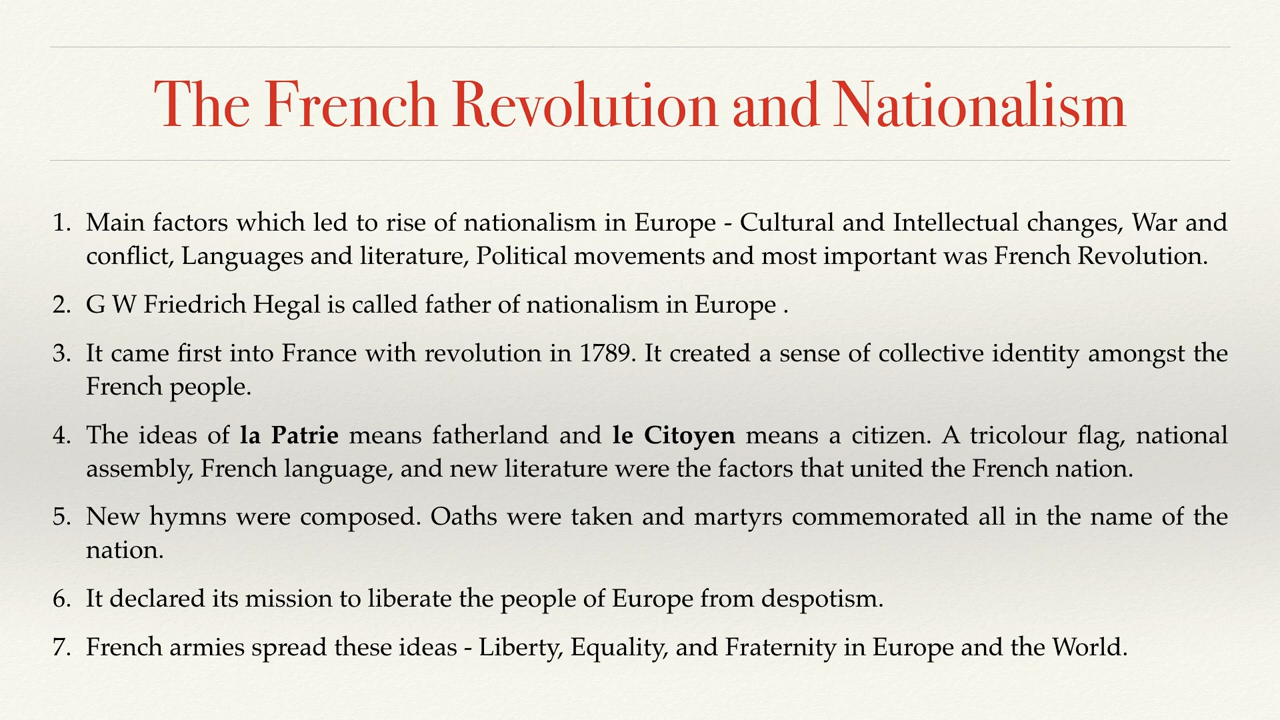 The French Revolution and Nationalism
1. Main factors which led to rise of nationalism in Europe - Cultural and Intellectual changes, War and
conflict, Languages and literature, Political movements and most important was French Revolution.
2. G W Friedrich Hegal is called father of nationalism in Europe .
3. It came first into France with revolution in 1789. It created a sense of collective identity amongst the
French people.
4. The ideas of la Patrie means fatherland and le Citoyen means a citizen. A tricolour flag, national
assembly, French language, and new literature were the factors that united the French nation.
5. New hymns were composed. Oaths were taken and martyrs commemorated all in the name of the
nation.
6. It declared its mission to liberate the people of Europe from despotism.
7. French armies spread these ideas - Liberty, Equality, and Fraternity in Europe and the World.